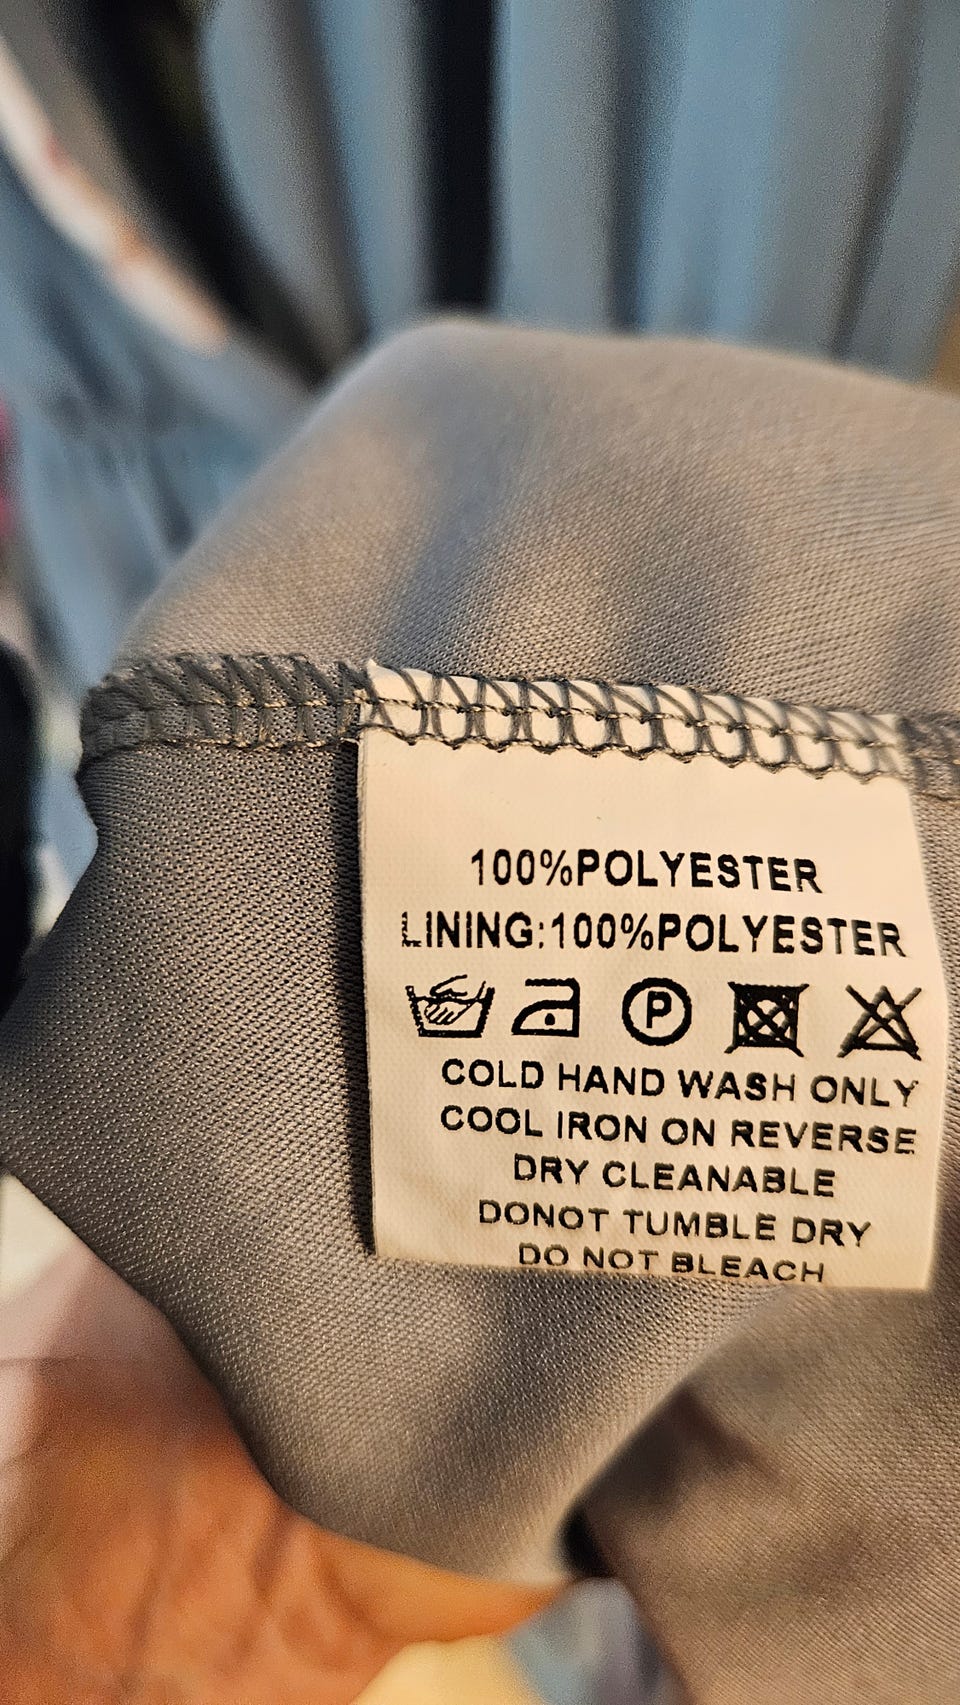 100%POLYESTER
LINING:100%POLYESTER
P
COLD HAND WASH ONLY
COOL IRON ON REVERSE
DRY CLEANABLE
DONOT TUMBLE DRY
DO NOT BLEACH